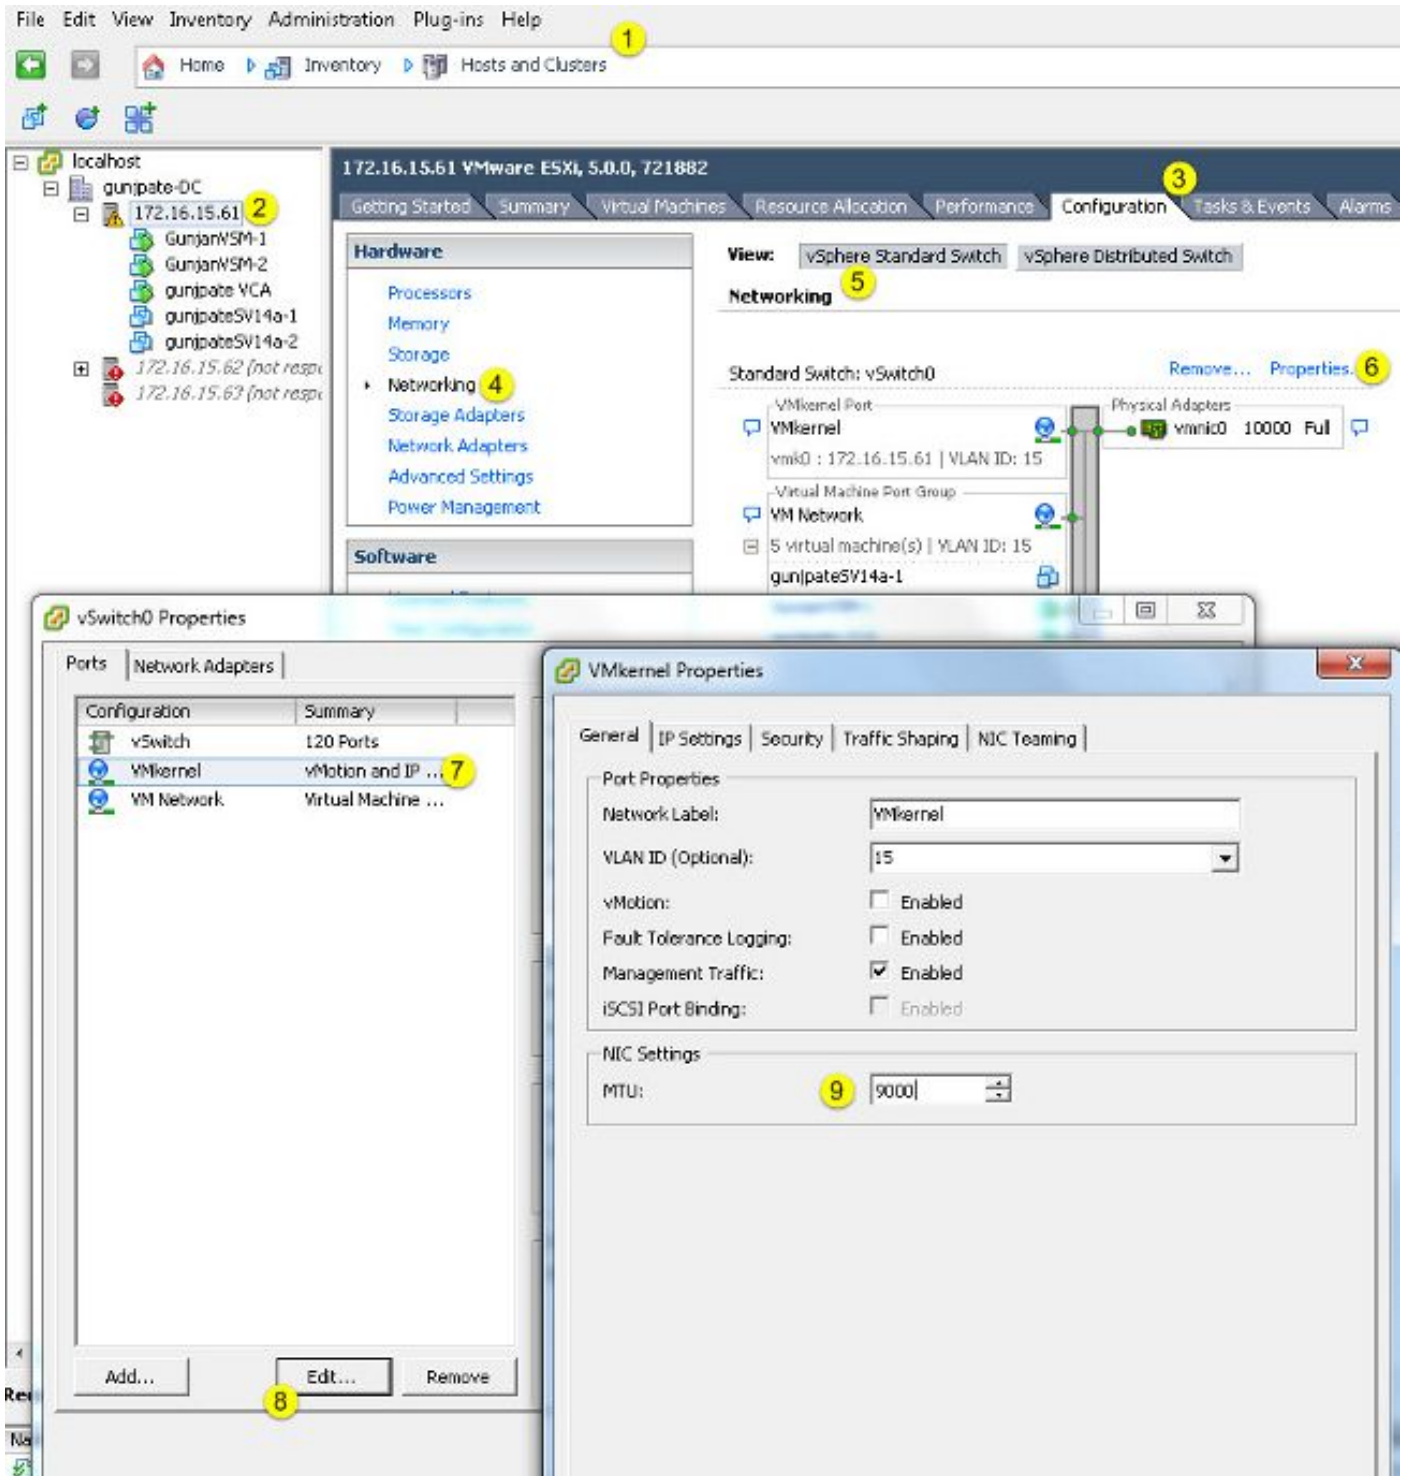 File Edit View Inventory Administration Plug-ins Help
1
Home Inventory Hosts and Clusters
localhost
gunjpate-DC
172.16.15.61 2
GunjanVSM-1
GunjanVSM-2
gunjpate VCA
gunjpateSV14a-1
gunjpateSV14a-2
172.16.15.62 (not respo
172.16.15.63 (not respo
172.16.15.61 VMware ESXi, 5.0.0, 721882
3
Getting Started Summary Virtual Machines Resource Allocation Performance Configuration Tasks & Events Alarms
Hardware
Processors
Memory
Storage
Networking 4
Storage Adapters
Network Adapters
Advanced Settings
Power Management
Software
View: vSphere Standard Switch vSphere Distributed Switch
5
Networking
Standard Switch: vSwitch0 Remove... Properties. 6
VMkernel Port
VMkernel
vmk0 : 172.16.15.61 | VLAN ID: 15
Physical Adapters
vmnic0 10000 Full
Virtual Machine Port Group
VM Network
5 virtual machine(s) | VLAN ID: 15
gunjpateSV14a-1
vSwitch0 Properties
Ports Network Adapters
Configuration Summary
vSwitch 120 Ports
VMkernel vMotion and IP ... 7
VM Network Virtual Machine ...
Add... Edit... Remove
8
VMkernel Properties
General IP Settings Security Traffic Shaping NIC Teaming
Port Properties
Network Label: VMkernel
VLAN ID (Optional): 15
vMotion: Enabled
Fault Tolerance Logging: Enabled
Management Traffic: Enabled
iSCSI Port Binding: Enabled
NIC Settings
MTU: 9 9000
Rec
Na